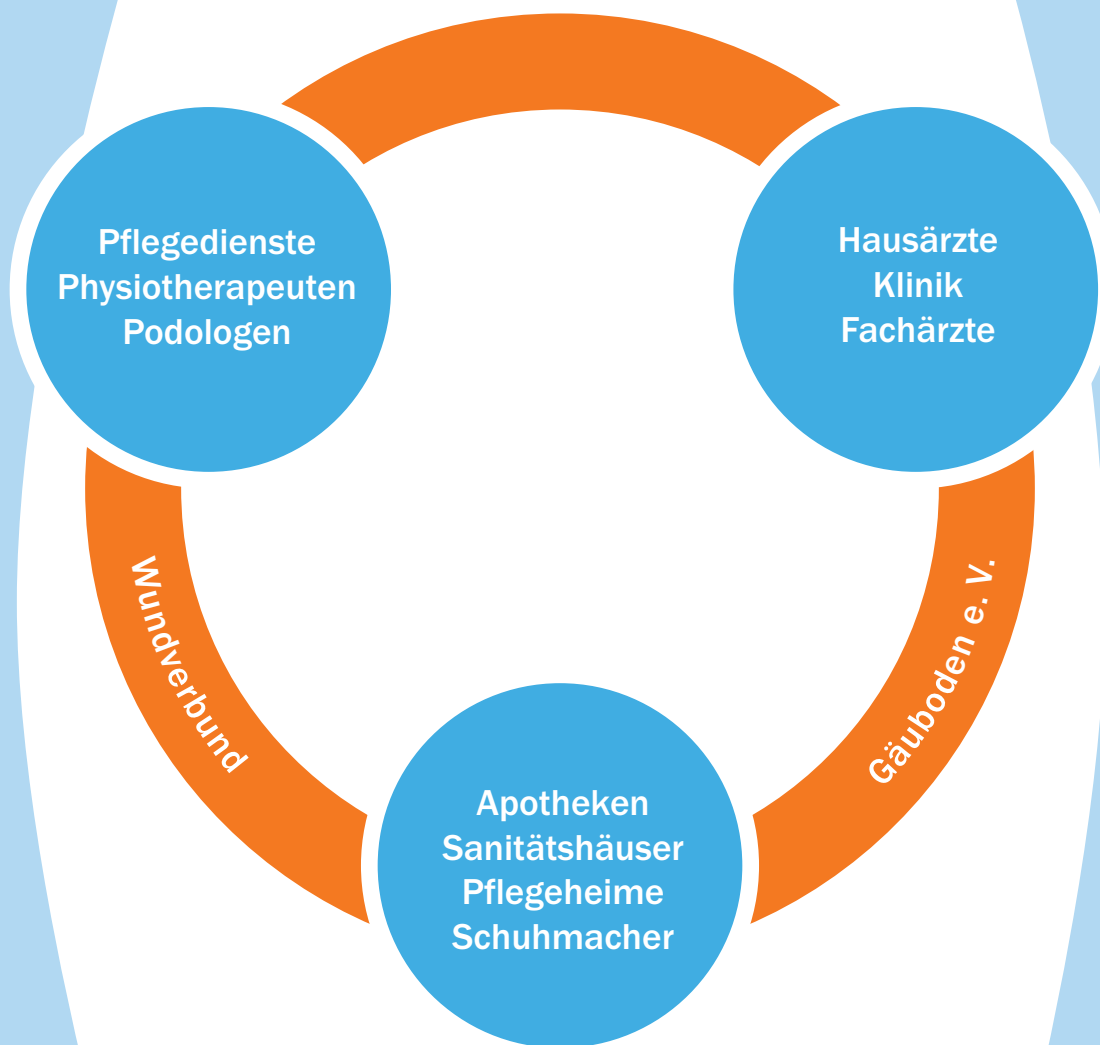 Pflegedienste
Physiotherapeuten
Podologen
Hausärzte
Klinik
Fachärzte
Wundverbund
Gäuboden e. V.
Apotheken
Sanitätshäuser
Pflegeheime
Schuhmacher